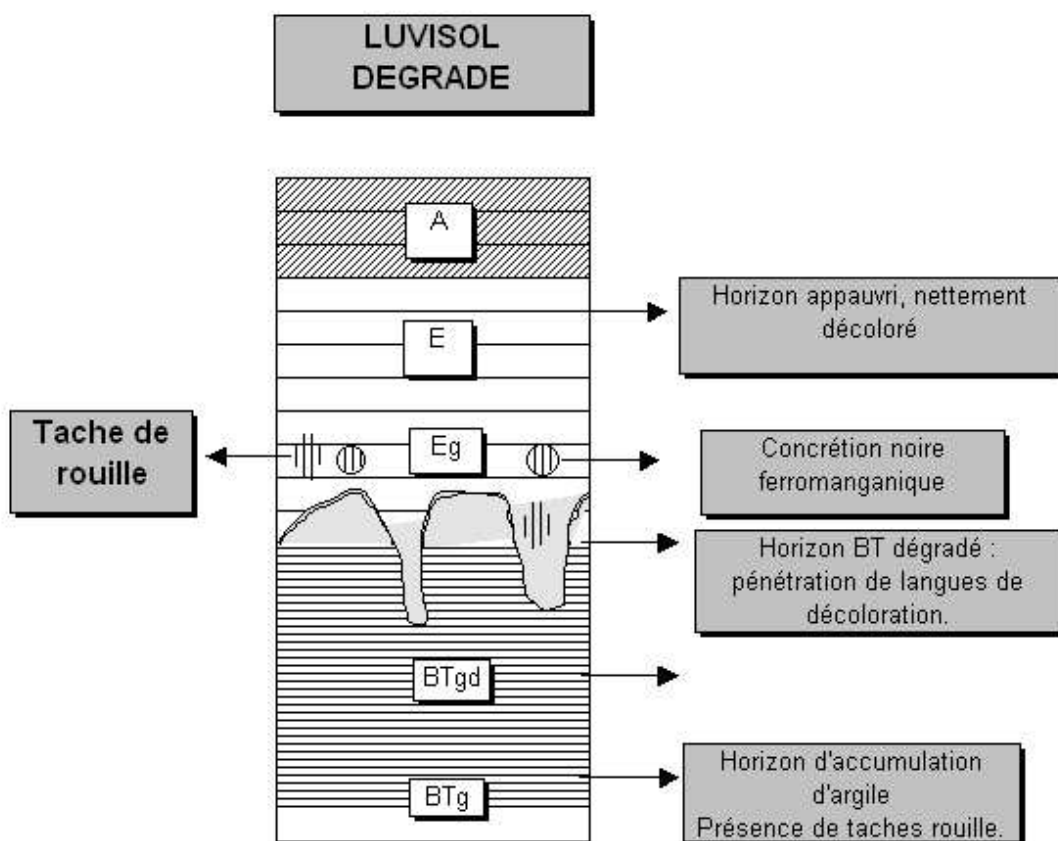 LUVISOL
DEGRADE
A
Horizon appauvri, nettement
décoloré
E
Tache de
rouille
Eg
Concrétion noire
ferromanganique
Horizon BT dégradé :
pénétration de langues de
décoloration.
BTgd
Horizon d'accumulation
d'argile
Présence de taches rouille.
BTg